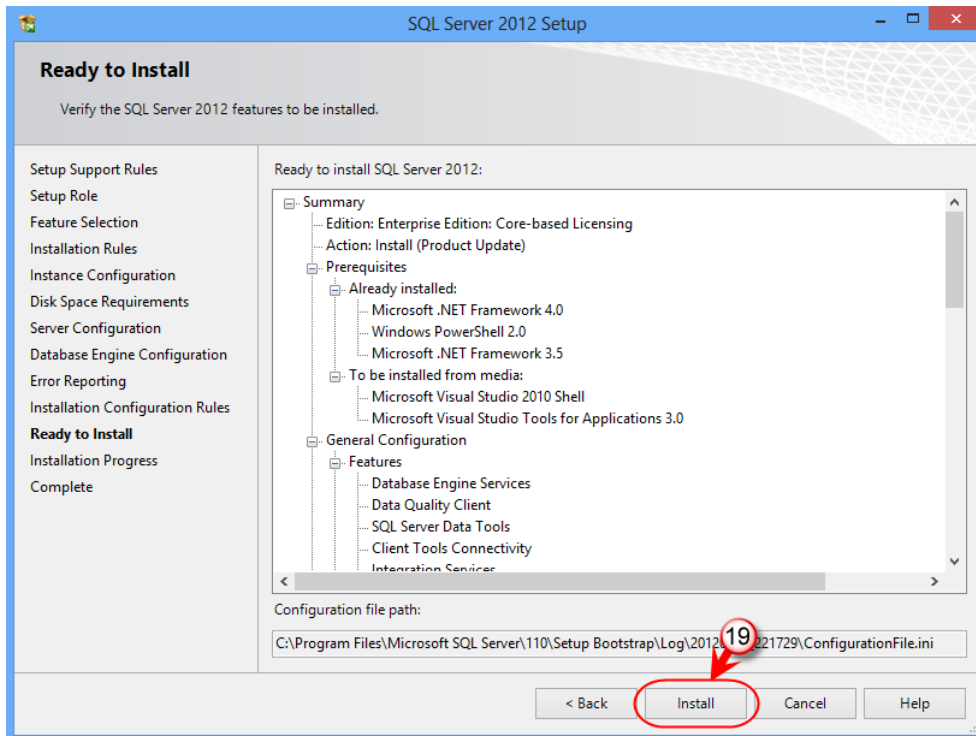 SQL Server 2012 Setup
Ready to Install
Verify the SQL Server 2012 features to be installed.
Setup Support Rules
Setup Role
Feature Selection
Installation Rules
Instance Configuration
Disk Space Requirements
Server Configuration
Database Engine Configuration
Error Reporting
Installation Configuration Rules
Ready to Install
Installation Progress
Complete
Ready to install SQL Server 2012:
Summary
Edition: Enterprise Edition: Core-based Licensing
Action: Install (Product Update)
Prerequisites
Already installed:
Microsoft .NET Framework 4.0
Windows PowerShell 2.0
Microsoft .NET Framework 3.5
To be installed from media:
Microsoft Visual Studio 2010 Shell
Microsoft Visual Studio Tools for Applications 3.0
General Configuration
Features
Database Engine Services
Data Quality Client
SQL Server Data Tools
Client Tools Connectivity
Integration Services
Configuration file path:
C:\Program Files\Microsoft SQL Server\110\Setup Bootstrap\Log\2012 221729\ConfigurationFile.ini
19
< Back Install Cancel Help